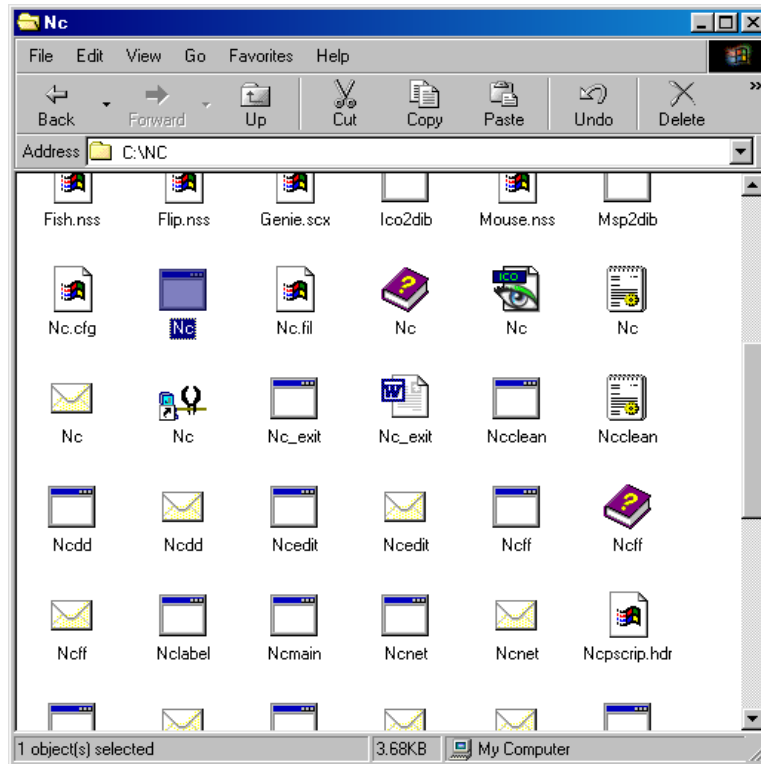 Nc
File Edit View Go Favorites Help
Back Forward Up Cut Copy Paste Undo Delete »
Address C:\NC
Fish.nss Flip.nss Genie.scx Ico2dib Mouse.nss Msp2dib
ICO
Nc.cfg Nc Nc.fil Nc Nc Nc
W
Nc Nc Nc_exit Nc_exit Ncclean Ncclean
Ncdd Ncdd Ncedit Ncedit Ncff Ncff
Ncff Nclabel Ncmain Ncnet Ncnet Ncpscrip.hdr
1 object(s) selected 3.68KB My Computer